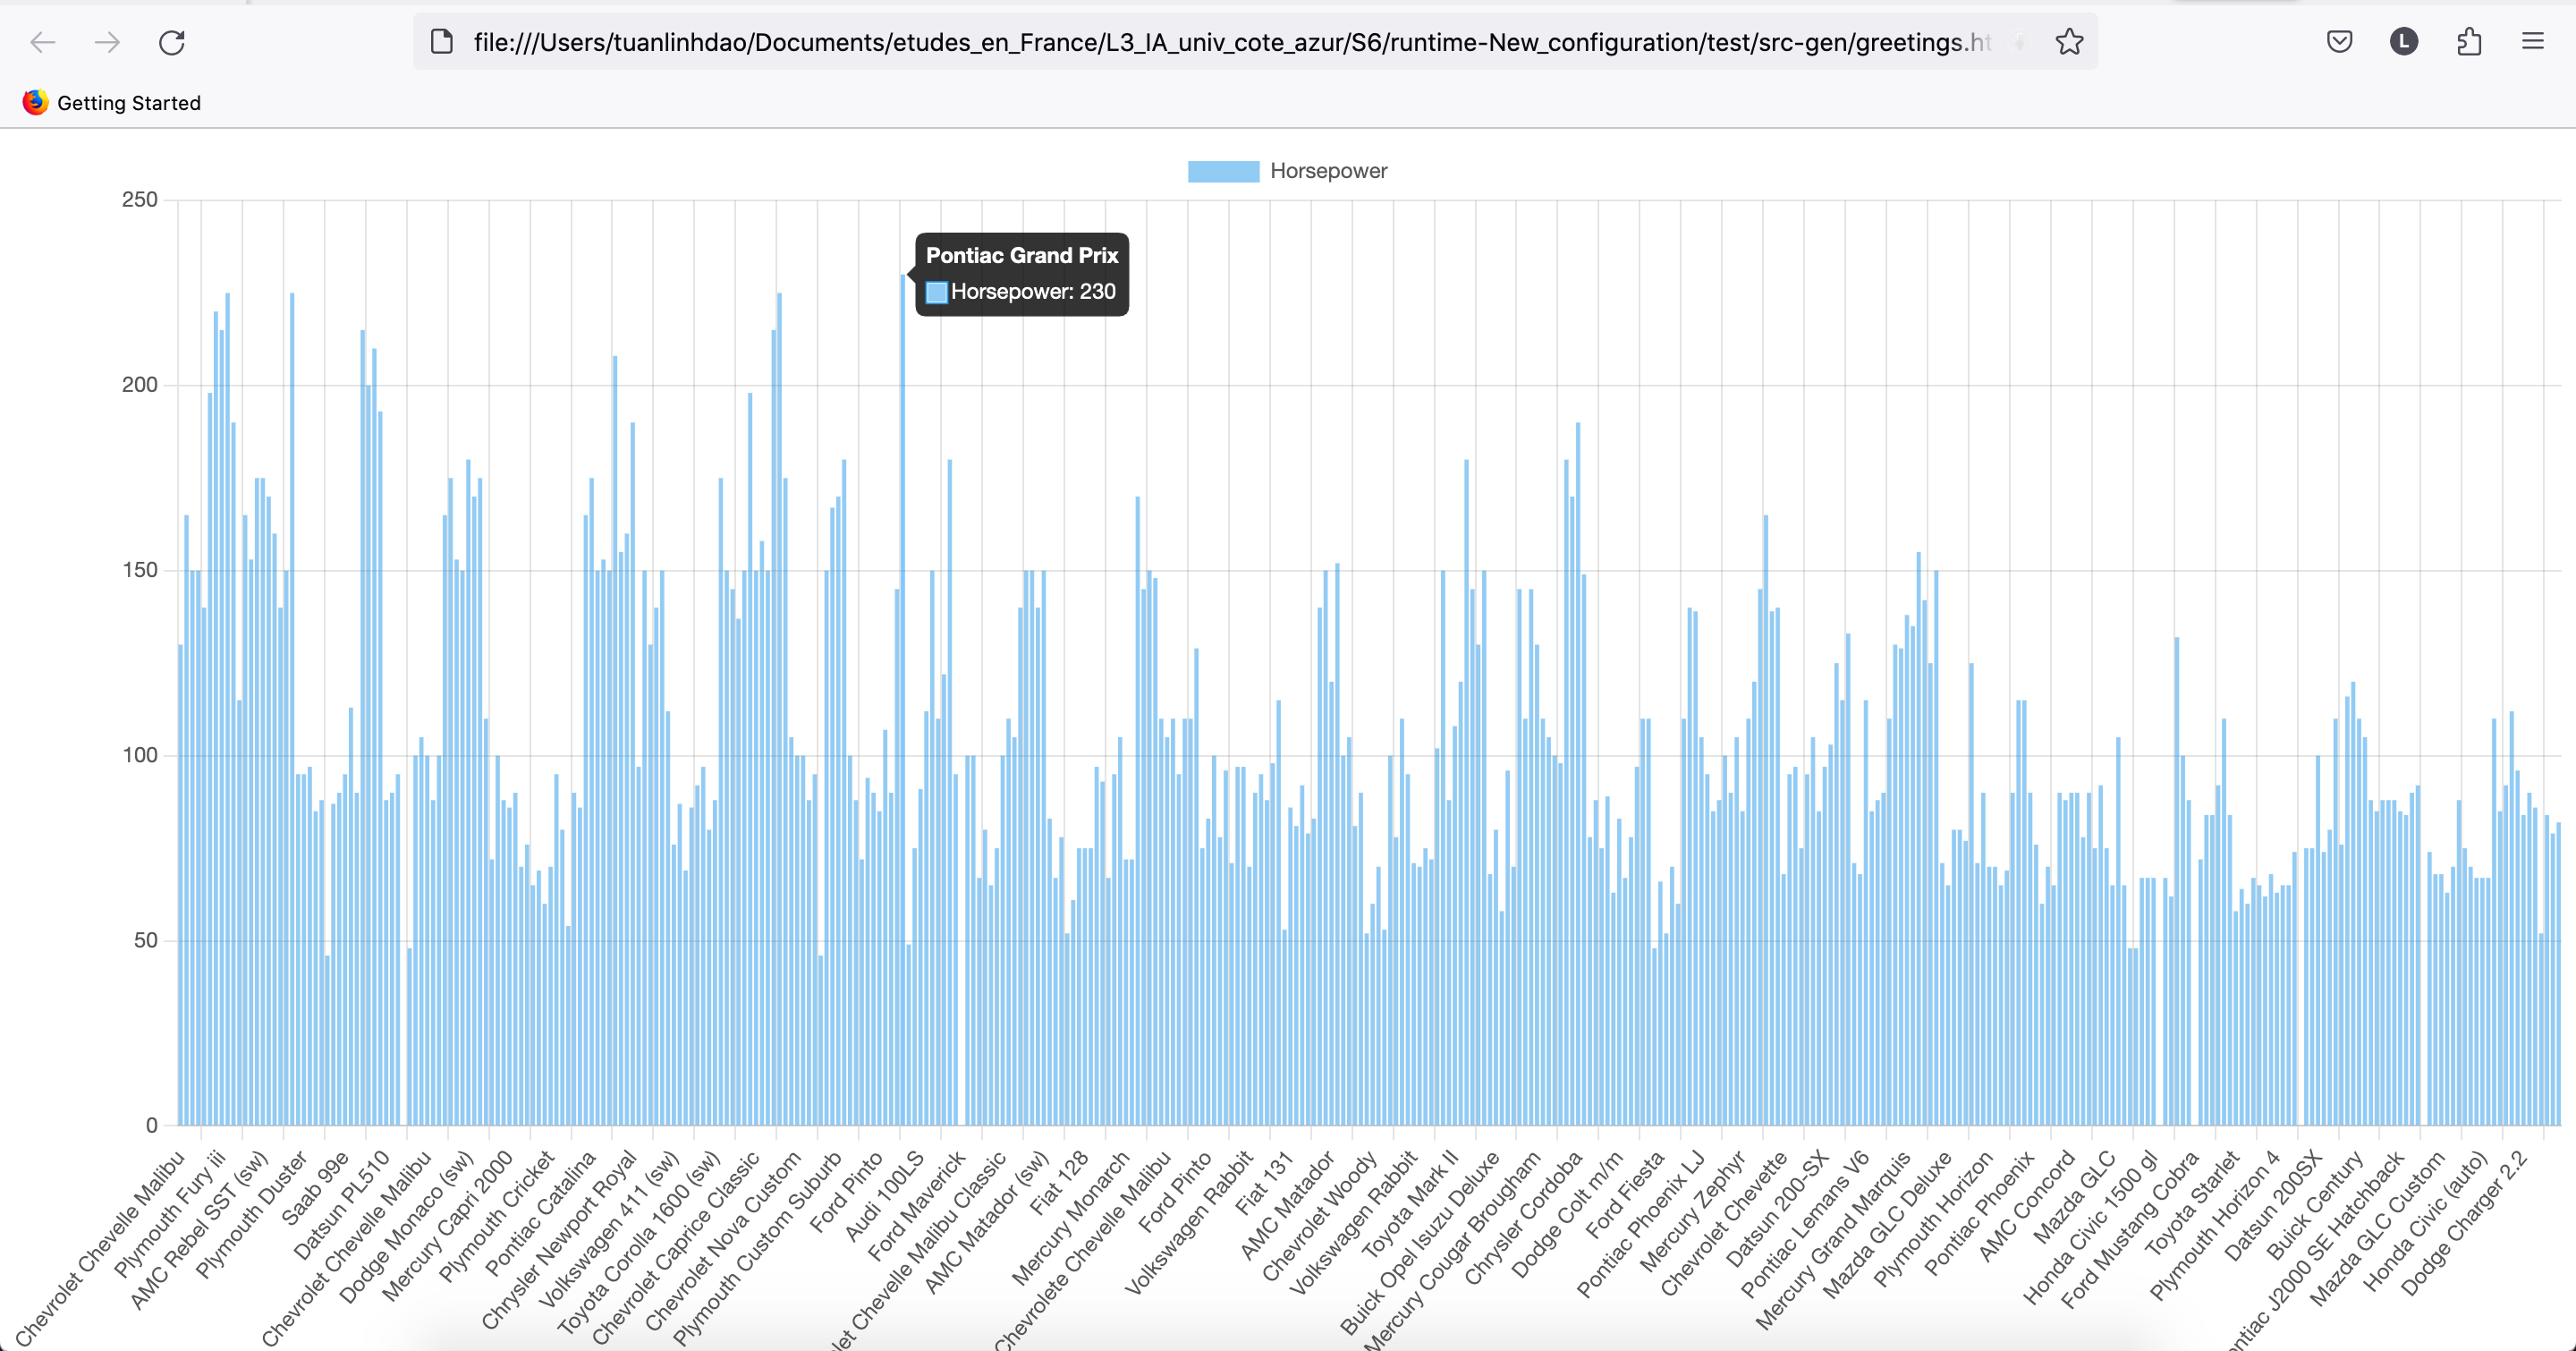 file:///Users/tuanlinhdao/Documents/etudes_en_France/L3_IA_univ_cote_azur/S6/runtime-New_configuration/test/src-gen/greetings.ht
L
Getting Started
Horsepower
250
Pontiac Grand Prix
Horsepower: 230
200
150
100
50
0
Chevrolet Chevelle Malibu
Plymouth Fury iii
AMC Rebel SST (sw)
Plymouth Duster
Saab 99e
Datsun PL510
Chevrolet Chevelle Malibu
Dodge Monaco (sw)
Mercury Capri 2000
Plymouth Cricket
Pontiac Catalina
Chrysler Newport Royal
Volkswagen 411 (sw)
Toyota Corolla 1600 (sw)
Chevrolet Caprice Classic
Chevrolet Nova Custom
Plymouth Custom Suburb
Ford Pinto
Audi 100LS
Ford Maverick
let Chevelle Malibu Classic
AMC Matador (sw)
Fiat 128
Mercury Monarch
Chevrolete Chevelle Malibu
Ford Pinto
Volkswagen Rabbit
Fiat 131
AMC Matador
Chevrolet Woody
Volkswagen Rabbit
Toyota Mark II
Buick Opel Isuzu Deluxe
Mercury Cougar Brougham
Chrysler Cordoba
Dodge Colt m/m
Ford Fiesta
Pontiac Phoenix LJ
Mercury Zephyr
Chevrolet Chevette
Datsun 200-SX
Pontiac Lemans V6
Mercury Grand Marquis
Mazda GLC Deluxe
Plymouth Horizon
Pontiac Phoenix
AMC Concord
Mazda GLC
Honda Civic 1500 gl
Ford Mustang Cobra
Toyota Starlet
Plymouth Horizon 4
Datsun 200SX
Buick Century
ntiac J2000 SE Hatchback
Mazda GLC Custom
Honda Civic (auto)
Dodge Charger 2.2